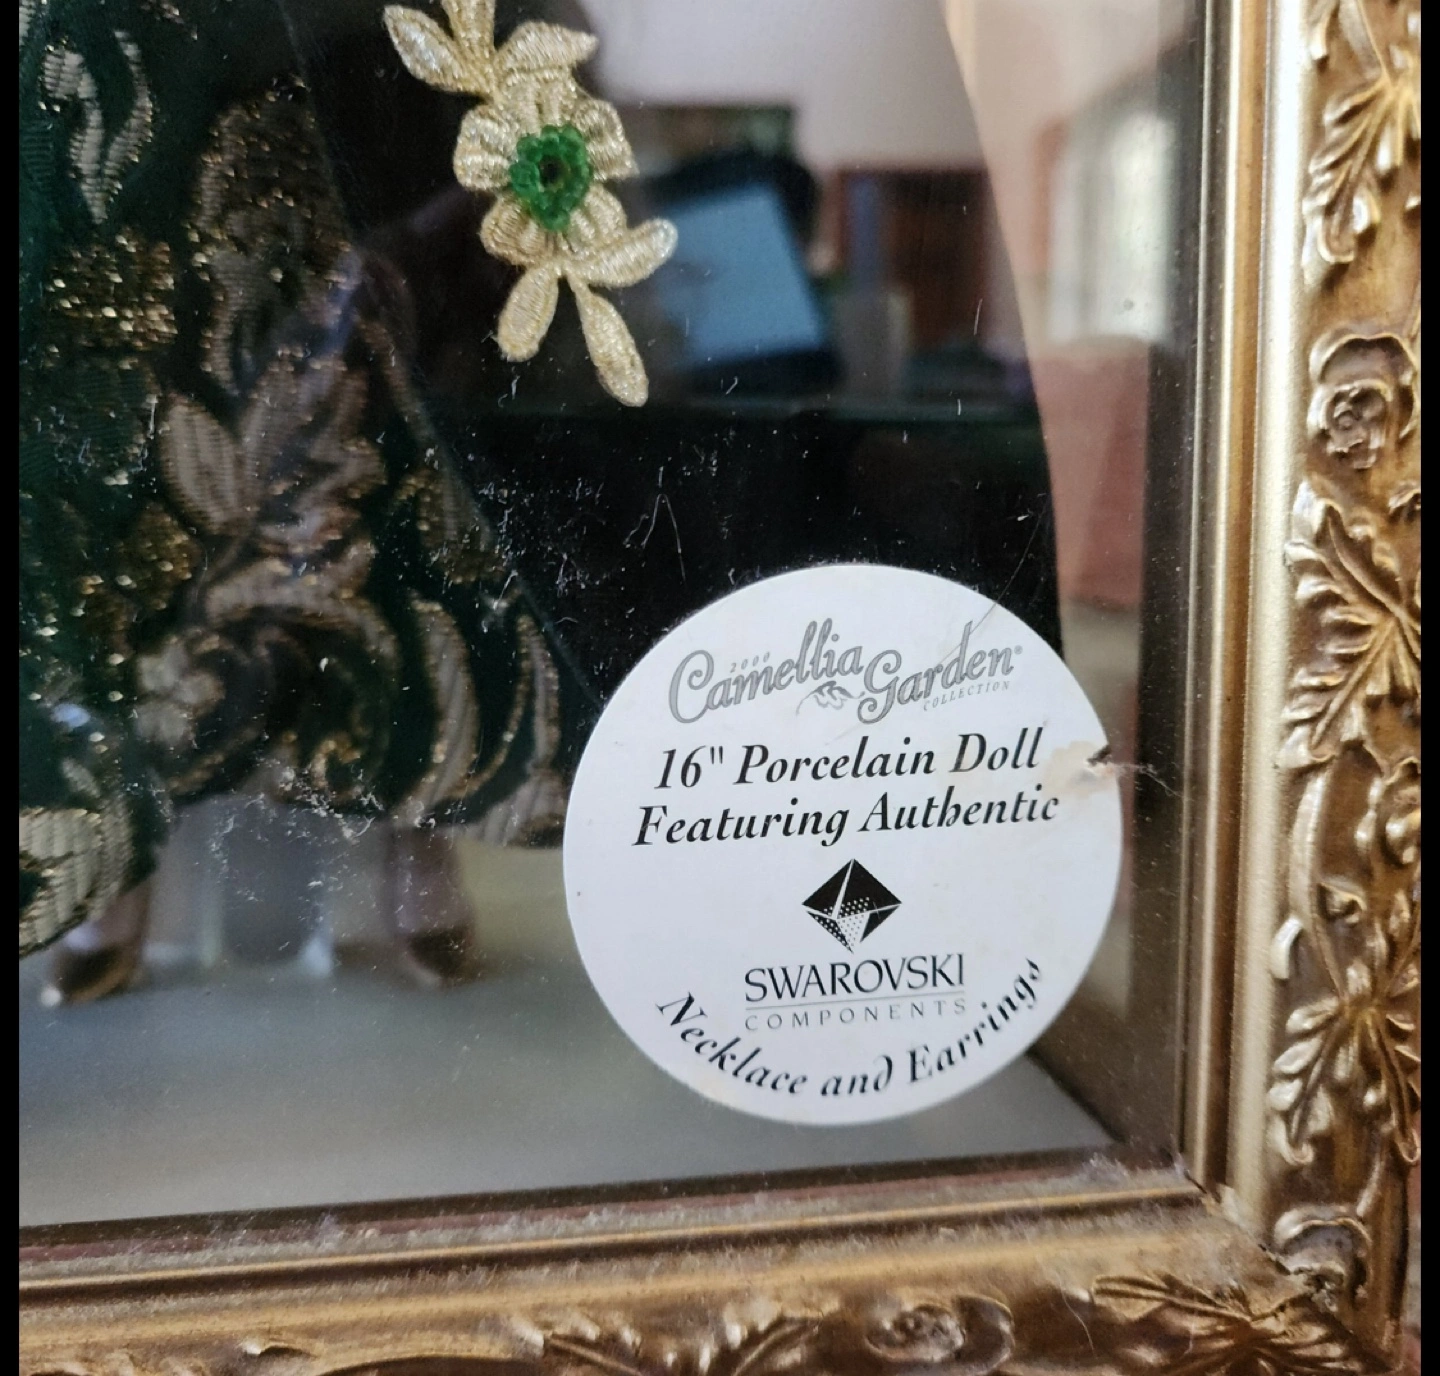 2000
Camellia Garden®
COLLECTION
16" Porcelain Doll
Featuring Authentic
SWAROVSKI
COMPONENTS
Necklace and Earrings